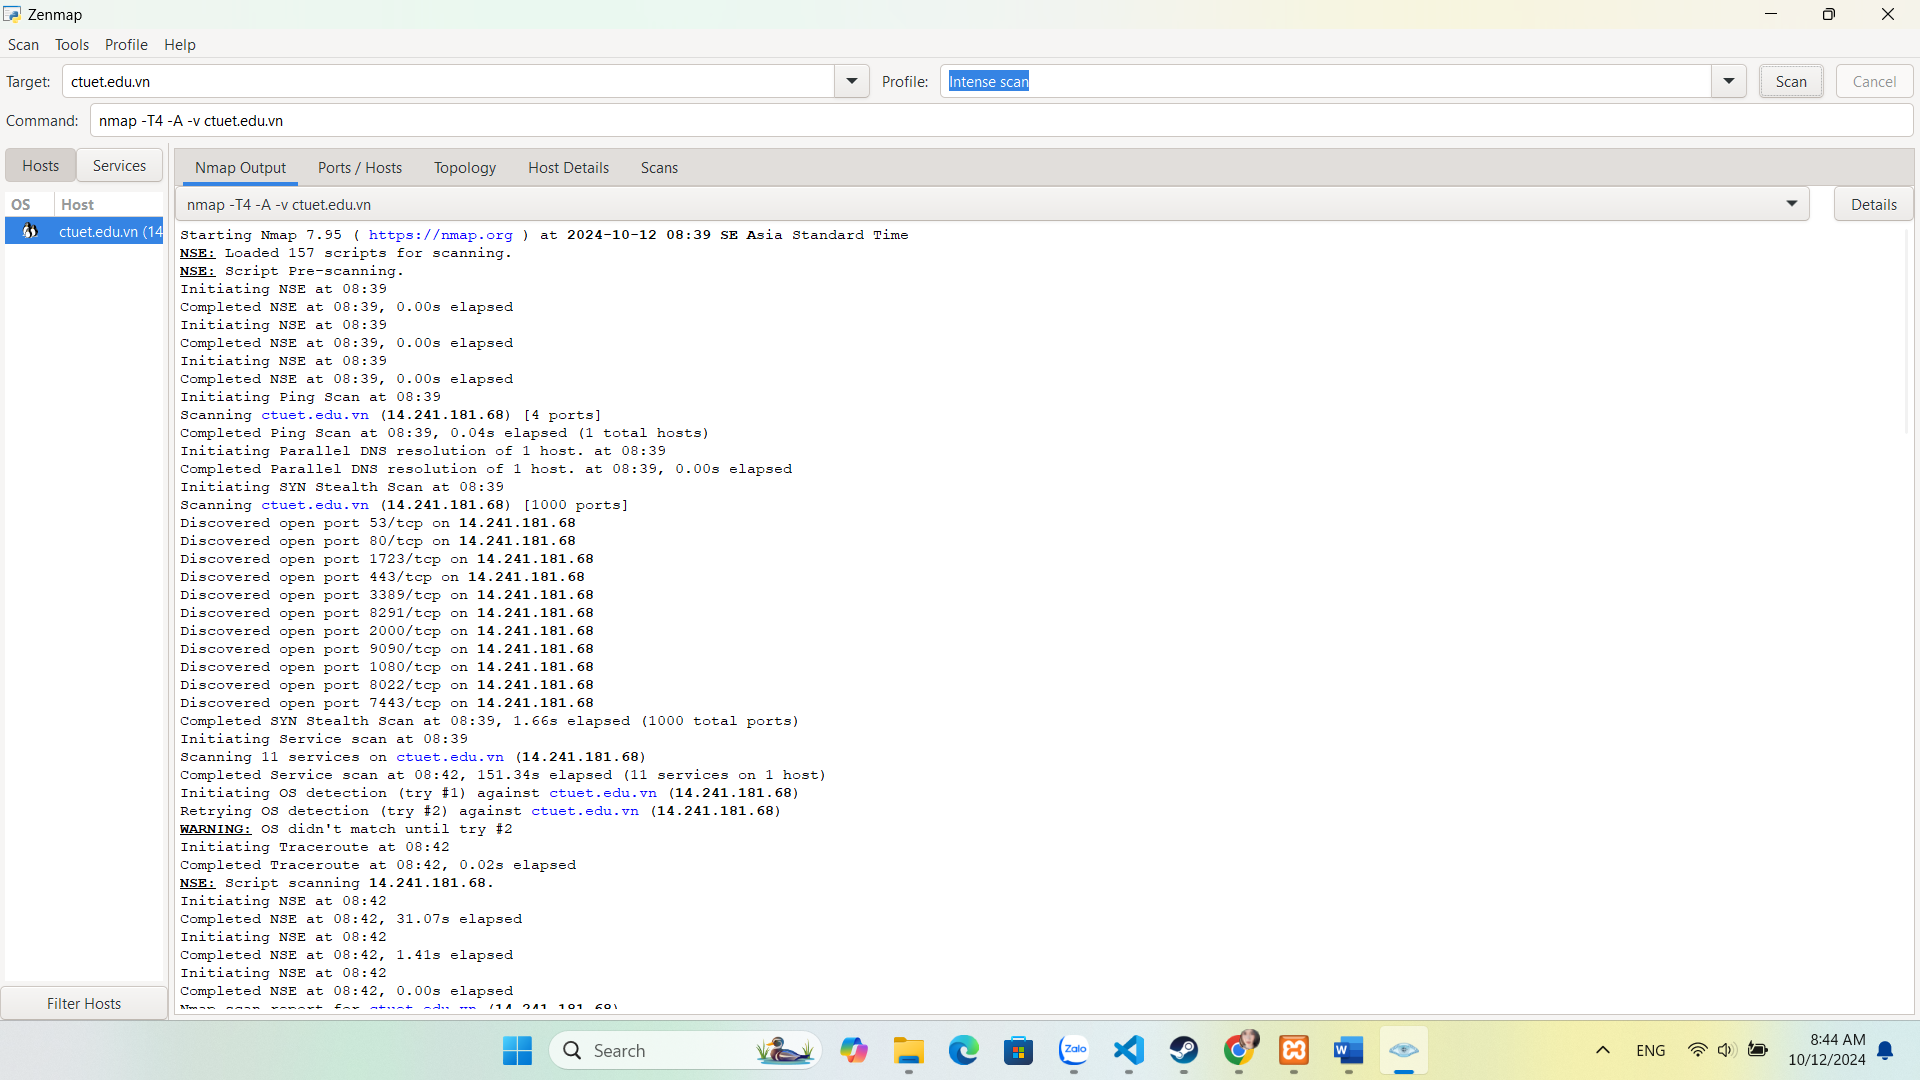 Zenmap
Scan Tools Profile Help
Target: ctuet.edu.vn Profile: Intense scan Scan Cancel
Command: nmap -T4 -A -v ctuet.edu.vn
Hosts Services
OS Host
ctuet.edu.vn (14
Filter Hosts
Nmap Output Ports / Hosts Topology Host Details Scans
nmap -T4 -A -v ctuet.edu.vn Details
Starting Nmap 7.95 ( https://nmap.org ) at 2024-10-12 08:39 SE Asia Standard Time
NSE: Loaded 157 scripts for scanning.
NSE: Script Pre-scanning.
Initiating NSE at 08:39
Completed NSE at 08:39, 0.00s elapsed
Initiating NSE at 08:39
Completed NSE at 08:39, 0.00s elapsed
Initiating NSE at 08:39
Completed NSE at 08:39, 0.00s elapsed
Initiating Ping Scan at 08:39
Scanning ctuet.edu.vn (14.241.181.68) [4 ports]
Completed Ping Scan at 08:39, 0.04s elapsed (1 total hosts)
Initiating Parallel DNS resolution of 1 host. at 08:39
Completed Parallel DNS resolution of 1 host. at 08:39, 0.00s elapsed
Initiating SYN Stealth Scan at 08:39
Scanning ctuet.edu.vn (14.241.181.68) [1000 ports]
Discovered open port 53/tcp on 14.241.181.68
Discovered open port 80/tcp on 14.241.181.68
Discovered open port 1723/tcp on 14.241.181.68
Discovered open port 443/tcp on 14.241.181.68
Discovered open port 3389/tcp on 14.241.181.68
Discovered open port 8291/tcp on 14.241.181.68
Discovered open port 2000/tcp on 14.241.181.68
Discovered open port 9090/tcp on 14.241.181.68
Discovered open port 1080/tcp on 14.241.181.68
Discovered open port 8022/tcp on 14.241.181.68
Discovered open port 7443/tcp on 14.241.181.68
Completed SYN Stealth Scan at 08:39, 1.66s elapsed (1000 total ports)
Initiating Service scan at 08:39
Scanning 11 services on ctuet.edu.vn (14.241.181.68)
Completed Service scan at 08:42, 151.34s elapsed (11 services on 1 host)
Initiating OS detection (try #1) against ctuet.edu.vn (14.241.181.68)
Retrying OS detection (try #2) against ctuet.edu.vn (14.241.181.68)
WARNING: OS didn't match until try #2
Initiating Traceroute at 08:42
Completed Traceroute at 08:42, 0.02s elapsed
NSE: Script scanning 14.241.181.68.
Initiating NSE at 08:42
Completed NSE at 08:42, 31.07s elapsed
Initiating NSE at 08:42
Completed NSE at 08:42, 1.41s elapsed
Initiating NSE at 08:42
Completed NSE at 08:42, 0.00s elapsed
Nmap scan report for ctuet.edu.vn (14.241.181.68)
Search
Zalo
W
ENG
8:44 AM
10/12/2024